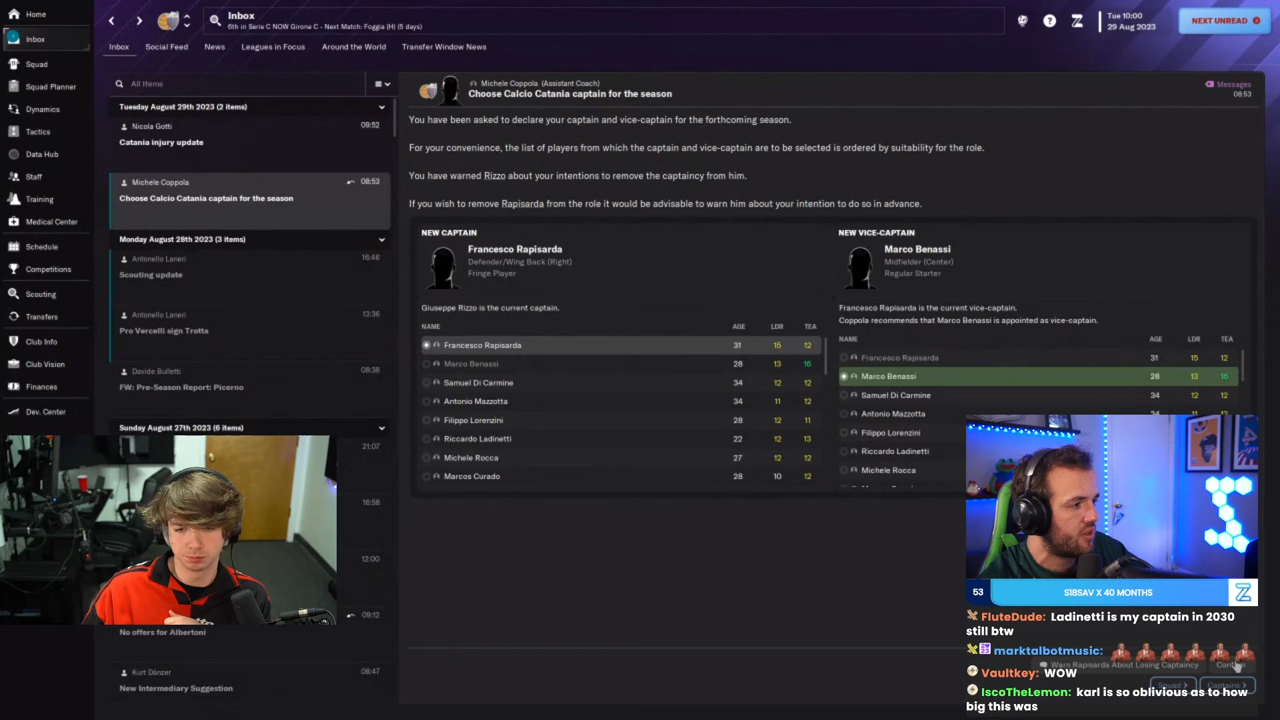 Home
Inbox
Squad
Squad Planner
Dynamics
Tactics
Data Hub
Staff
Training
Medical Center
Schedule
Competitions
Scouting
Transfers
Club Info
Club Vision
Finances
Dev. Center
Inbox
6th in Serie C NOW Girone C - Next Match: Foggia (H) (5 days)
Tue 10:00
29 Aug 2023
NEXT UNREAD
Inbox
Social Feed
News
Leagues in Focus
Around the World
Transfer Window News
All Items
Tuesday August 29th 2023 (2 items)
Nicola Gotti 09:52
Catania injury update
Michele Coppola 08:53
Choose Calcio Catania captain for the season
Monday August 28th 2023 (3 items)
Antonello Laneri 16:46
Scouting update
Antonello Laneri 13:36
Pro Vercelli sign Trotta
Davide Bulletti 08:38
FW: Pre-Season Report: Picerno
Sunday August 27th 2023 (6 items)
21:07
16:58
12:00
09:12
No offers for Albertoni
Kurt Dänzer 08:47
New Intermediary Suggestion
Michele Coppola (Assistant Coach)
Choose Calcio Catania captain for the season
Messages
08:53
You have been asked to declare your captain and vice-captain for the forthcoming season.
For your convenience, the list of players from which the captain and vice-captain are to be selected is ordered by suitability for the role.
You have warned Rizzo about your intentions to remove the captaincy from him.
If you wish to remove Rapisarda from the role it would be advisable to warn him about your intention to do so in advance.
NEW CAPTAIN
Francesco Rapisarda
Defender/Wing Back (Right)
Fringe Player
Giuseppe Rizzo is the current captain.
NAME AGE LDR TEA
Francesco Rapisarda 31 15 12
Marco Benassi 28 13 16
Samuel Di Carmine 34 12 12
Antonio Mazzotta 34 11 12
Filippo Lorenzini 28 12 11
Riccardo Ladinetti 22 12 13
Michele Rocca 27 12 12
Marcos Curado 28 10 12
NEW VICE-CAPTAIN
Marco Benassi
Midfielder (Center)
Regular Starter
Francesco Rapisarda is the current vice-captain.
Coppola recommends that Marco Benassi is appointed as vice-captain.
NAME AGE LDR TEA
Francesco Rapisarda 31 15 12
Marco Benassi 28 13 16
Samuel Di Carmine 34 12 12
Antonio Mazzotta 34
Filippo Lorenzini
Riccardo Ladinetti
Michele Rocca
53 S18SAV X 40 MONTHS
FluteDude: Ladinetti is my captain in 2030
still btw
marktalbotmusic:
Warn Rapisarda About Losing Captaincy
Vaultkey: WOW
Squad
Captains
IscoTheLemon: karl is so oblivious as to how
big this was